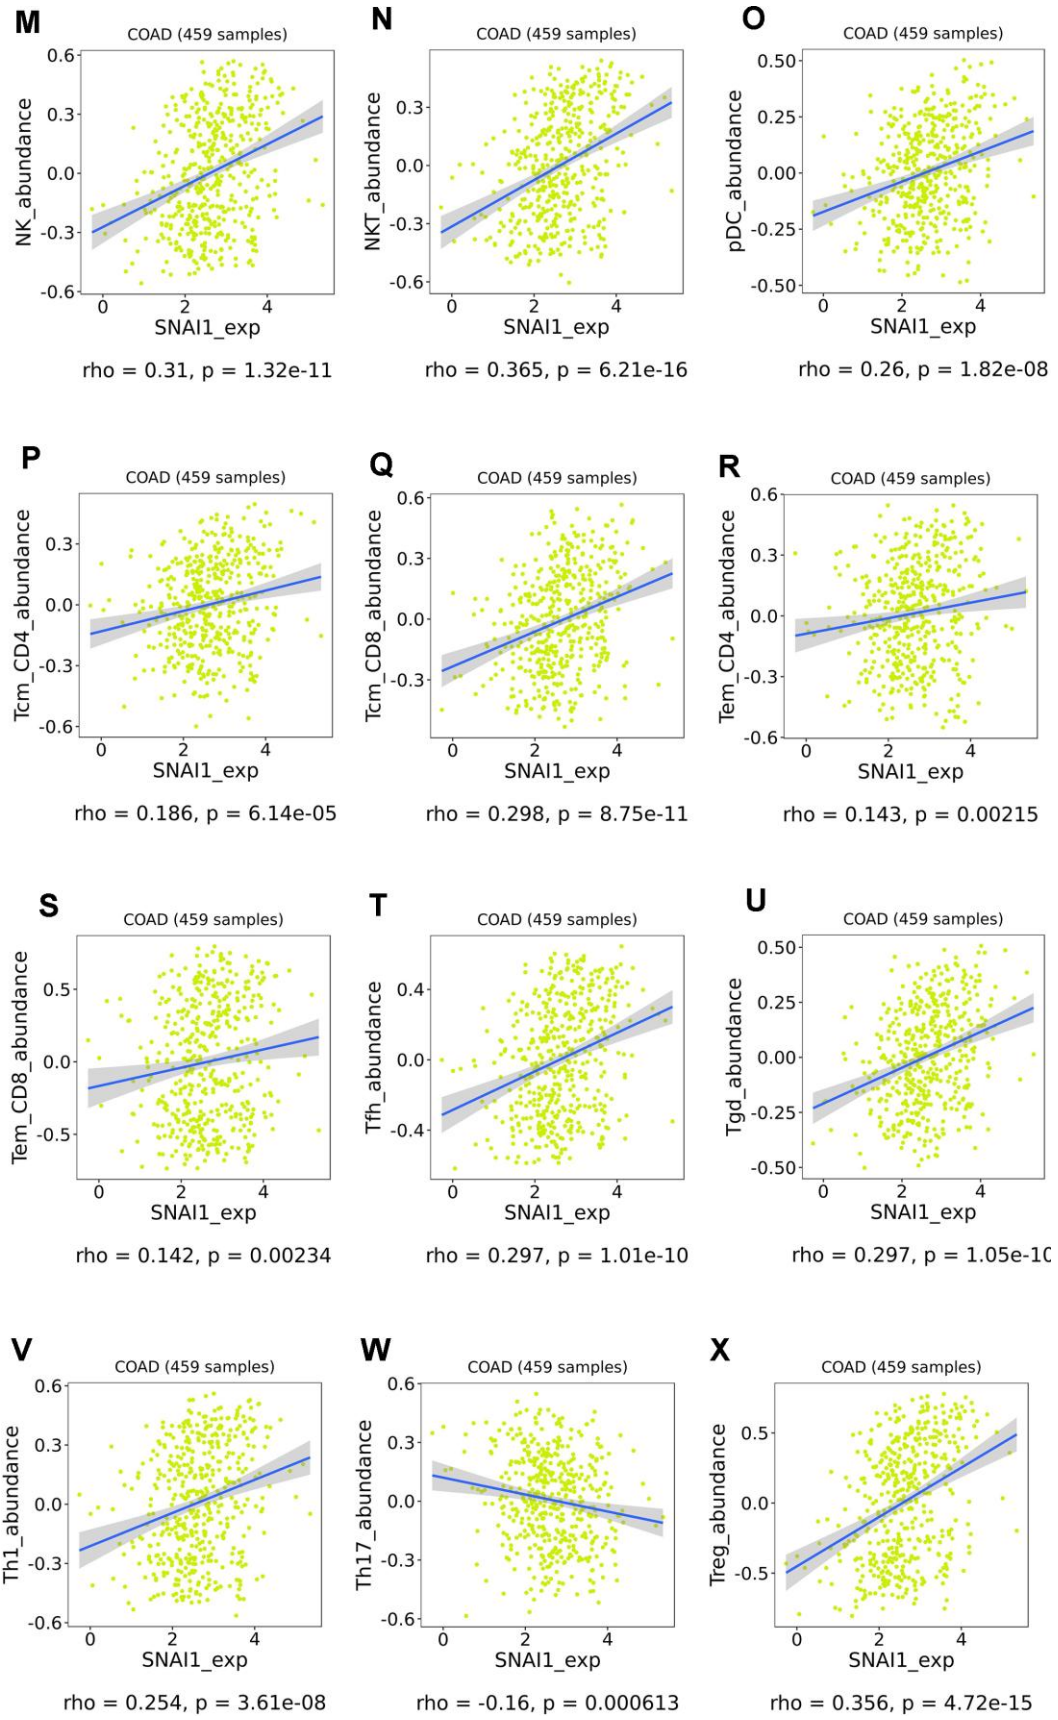 M
COAD (459 samples)
NK_abundance
0.6
0.3
0.0
-0.3
-0.6
0 2 4
SNAI1_exp
rho = 0.31, p = 1.32e-11
N
COAD (459 samples)
NKT_abundance
0.3
0.0
-0.3
-0.6
0 2 4
SNAI1_exp
rho = 0.365, p = 6.21e-16
O
COAD (459 samples)
pDC_abundance
0.50
0.25
0.00
-0.25
-0.50
0 2 4
SNAI1_exp
rho = 0.26, p = 1.82e-08
P
COAD (459 samples)
Tcm_CD4_abundance
0.3
0.0
-0.3
-0.6
0 2 4
SNAI1_exp
rho = 0.186, p = 6.14e-05
Q
COAD (459 samples)
Tcm_CD8_abundance
0.6
0.3
0.0
-0.3
0 2 4
SNAI1_exp
rho = 0.298, p = 8.75e-11
R
COAD (459 samples)
Tem_CD4_abundance
0.6
0.3
0.0
-0.3
-0.6
0 2 4
SNAI1_exp
rho = 0.143, p = 0.00215
S
COAD (459 samples)
Tem_CD8_abundance
0.5
0.0
-0.5
0 2 4
SNAI1_exp
rho = 0.142, p = 0.00234
T
COAD (459 samples)
Tfh_abundance
0.4
0.0
-0.4
0 2 4
SNAI1_exp
rho = 0.297, p = 1.01e-10
U
COAD (459 samples)
Tgd_abundance
0.50
0.25
0.00
-0.25
-0.50
0 2 4
SNAI1_exp
rho = 0.297, p = 1.05e-10
V
COAD (459 samples)
Th1_abundance
0.6
0.3
0.0
-0.3
-0.6
0 2 4
SNAI1_exp
rho = 0.254, p = 3.61e-08
W
COAD (459 samples)
Th17_abundance
0.6
0.3
0.0
-0.3
-0.6
0 2 4
SNAI1_exp
rho = -0.16, p = 0.000613
X
COAD (459 samples)
Treg_abundance
0.5
0.0
-0.5
0 2 4
SNAI1_exp
rho = 0.356, p = 4.72e-15